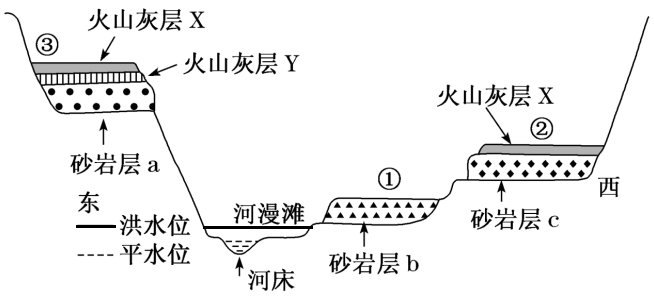 火山灰层 X
③
火山灰层 Y
火山灰层 X
②
砂岩层 a
①
东
西
河漫滩
砂岩层 c
洪水位
平水位
砂岩层 b
河床